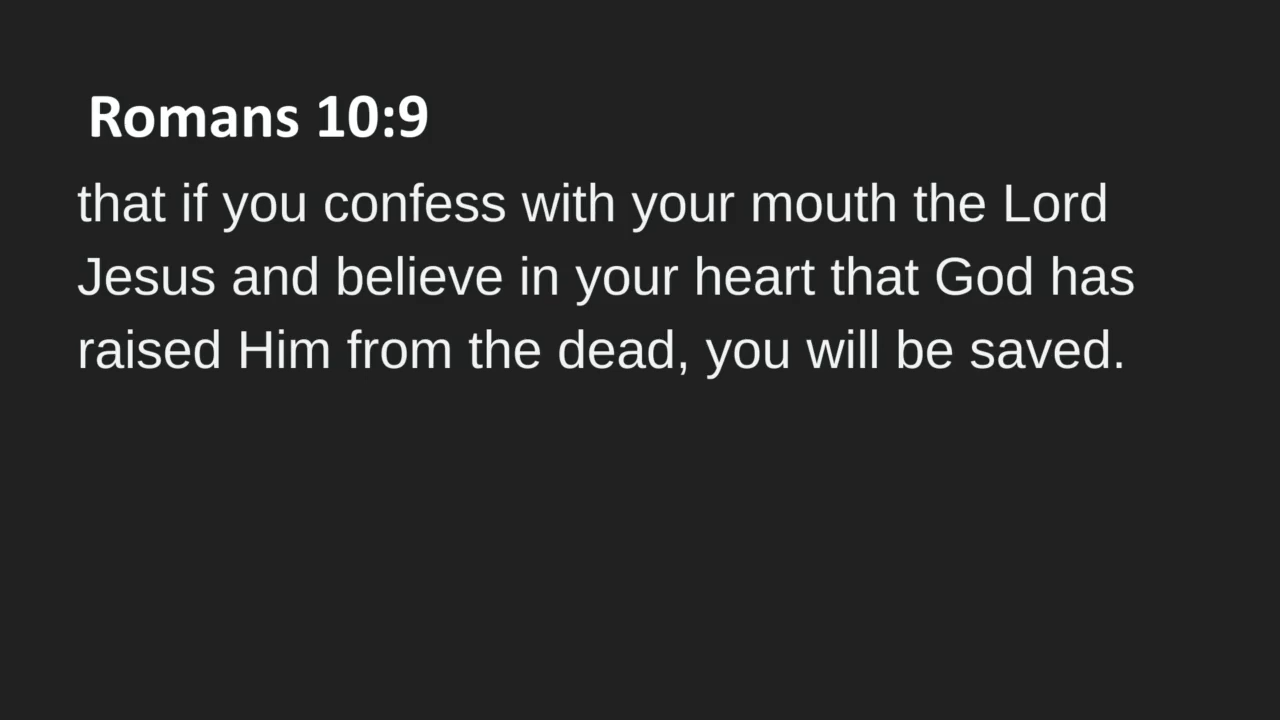 Romans 10:9
that if you confess with your mouth the Lord
Jesus and believe in your heart that God has
raised Him from the dead, you will be saved.